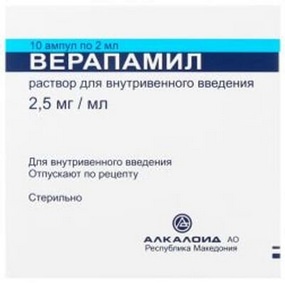 10 ампул по 2 мл
ВЕРАПАМИЛ
раствор для внутривенного введения
2,5 мг / мл
Для внутривенного введения
Отпускают по рецепту
Стерильно
АЛКАЛОИД АО
Республика Македония